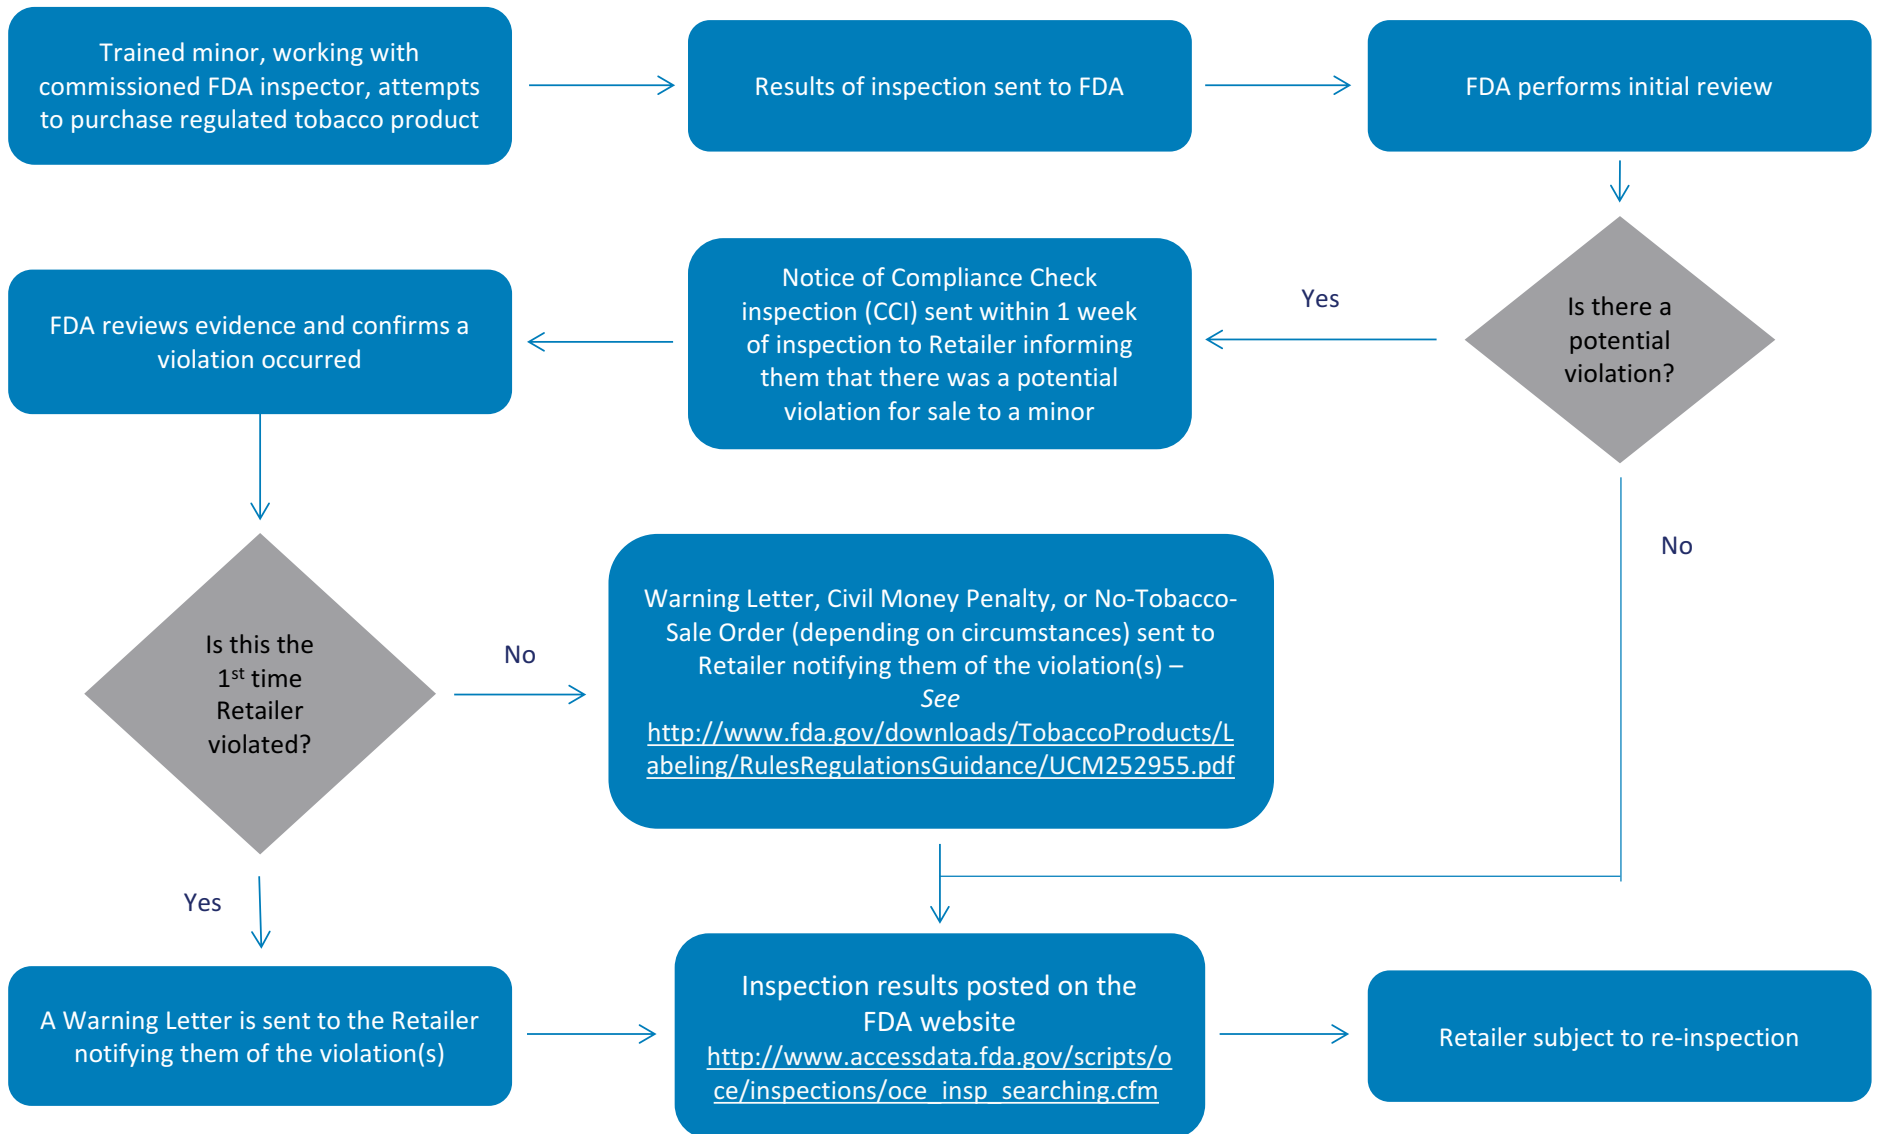 Trained minor, working with
commissioned FDA inspector, attempts
to purchase regulated tobacco product
Results of inspection sent to FDA
FDA performs initial review
Is there a
potential
violation?
Yes
No
Notice of Compliance Check
inspection (CCI) sent within 1 week
of inspection to Retailer informing
them that there was a potential
violation for sale to a minor
FDA reviews evidence and confirms a
violation occurred
Is this the
1st time
Retailer
violated?
No
Yes
Warning Letter, Civil Money Penalty, or No-Tobacco-
Sale Order (depending on circumstances) sent to
Retailer notifying them of the violation(s) –
See
http://www.fda.gov/downloads/TobaccoProducts/L
abeling/RulesRegulationsGuidance/UCM252955.pdf
A Warning Letter is sent to the Retailer
notifying them of the violation(s)
Inspection results posted on the
FDA website
http://www.accessdata.fda.gov/scripts/o
ce/inspections/oce_insp_searching.cfm
Retailer subject to re-inspection